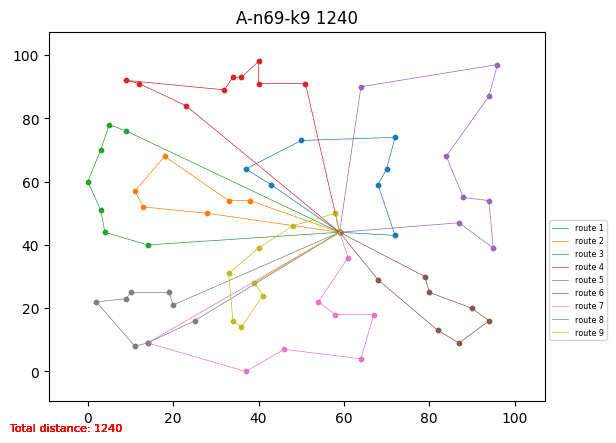 A-n69-k9 1240
100
80
60
40
20
0
0 20 40 60 80 100
route 1
route 2
route 3
route 4
route 5
route 6
route 7
route 8
route 9
Total distance: 1240